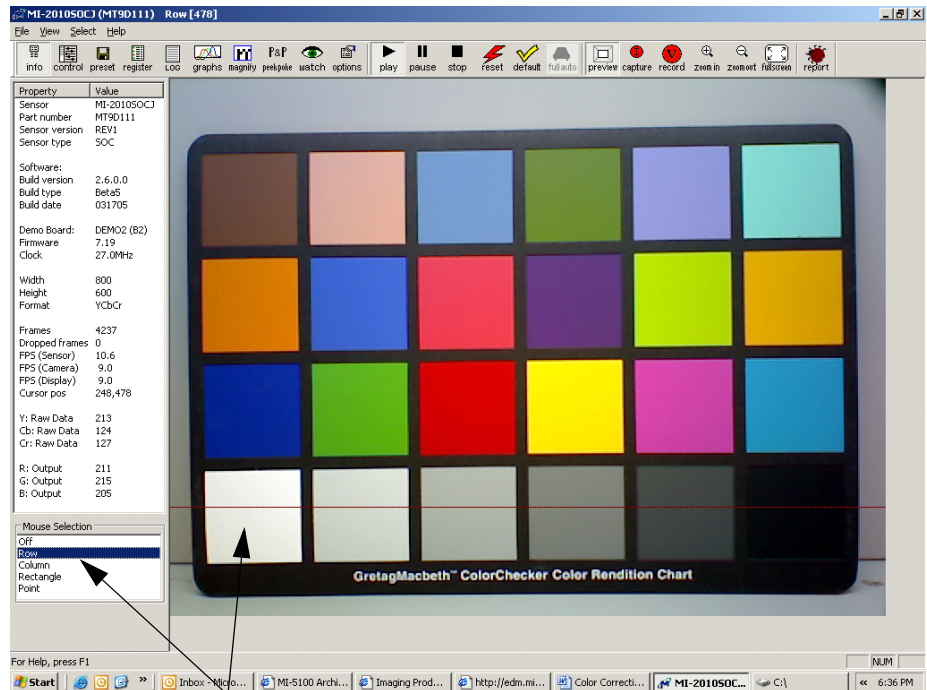 MI-2010SOCJ (MT9D111)  Row [478]
File View Select Help
info control preset register Log graphs magnify peek/poke watch options play pause stop reset default full auto preview capture record zoom in zoom out fullscreen report
P&P
Property Value
Sensor MI-2010SOCJ
Part number MT9D111
Sensor version REV1
Sensor type SOC
Software:
Build version 2.6.0.0
Build type Beta5
Build date 031705
Demo Board: DEMO2 (B2)
Firmware 7.19
Clock 27.0MHz
Width 800
Height 600
Format YCbCr
Frames 4237
Dropped frames 0
FPS (Sensor) 10.6
FPS (Camera) 9.0
FPS (Display) 9.0
Cursor pos 248,478
Y: Raw Data 213
Cb: Raw Data 124
Cr: Raw Data 127
R: Output 211
G: Output 215
B: Output 205
Mouse Selection
Off
Row
Column
Rectangle
Point
GretagMacbeth™ ColorChecker Color Rendition Chart
For Help, press F1
NUM
Start » Inbox - Micro... MI-5100 Archi... Imaging Prod... http://edm.mi... Color Correcti... MI-2010SOC... C:\ « 6:36 PM